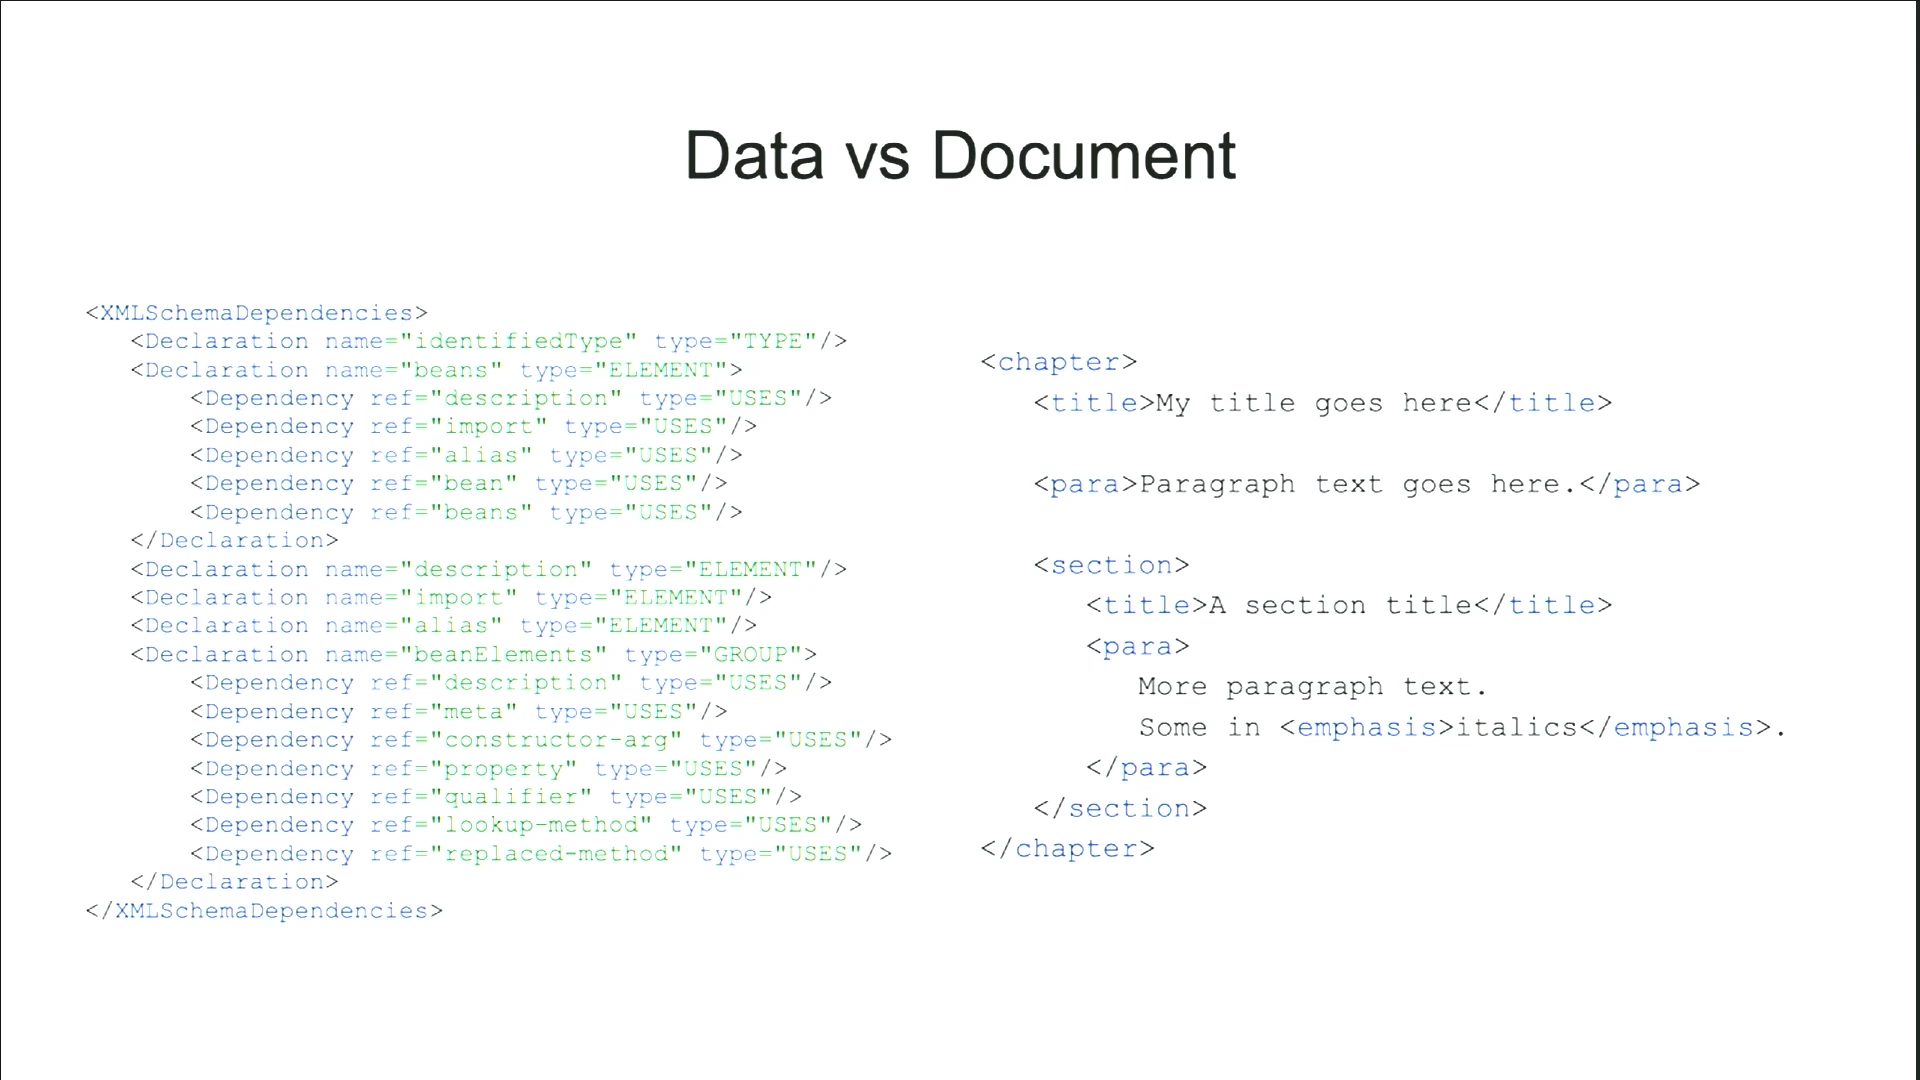 Data vs Document
<XMLSchemaDependencies>
<Declaration name="identifiedType" type="TYPE"/>
<Declaration name="beans" type="ELEMENT">
<Dependency ref="description" type="USES"/>
<Dependency ref="import" type="USES"/>
<Dependency ref="alias" type="USES"/>
<Dependency ref="bean" type="USES"/>
<Dependency ref="beans" type="USES"/>
</Declaration>
<Declaration name="description" type="ELEMENT"/>
<Declaration name="import" type="ELEMENT"/>
<Declaration name="alias" type="ELEMENT"/>
<Declaration name="beanElements" type="GROUP">
<Dependency ref="description" type="USES"/>
<Dependency ref="meta" type="USES"/>
<Dependency ref="constructor-arg" type="USES"/>
<Dependency ref="property" type="USES"/>
<Dependency ref="qualifier" type="USES"/>
<Dependency ref="lookup-method" type="USES"/>
<Dependency ref="replaced-method" type="USES"/>
</Declaration>
</XMLSchemaDependencies>
<chapter>
<title>My title goes here</title>
<para>Paragraph text goes here.</para>
<section>
<title>A section title</title>
<para>
More paragraph text.
Some in <emphasis>italics</emphasis>.
</para>
</section>
</chapter>